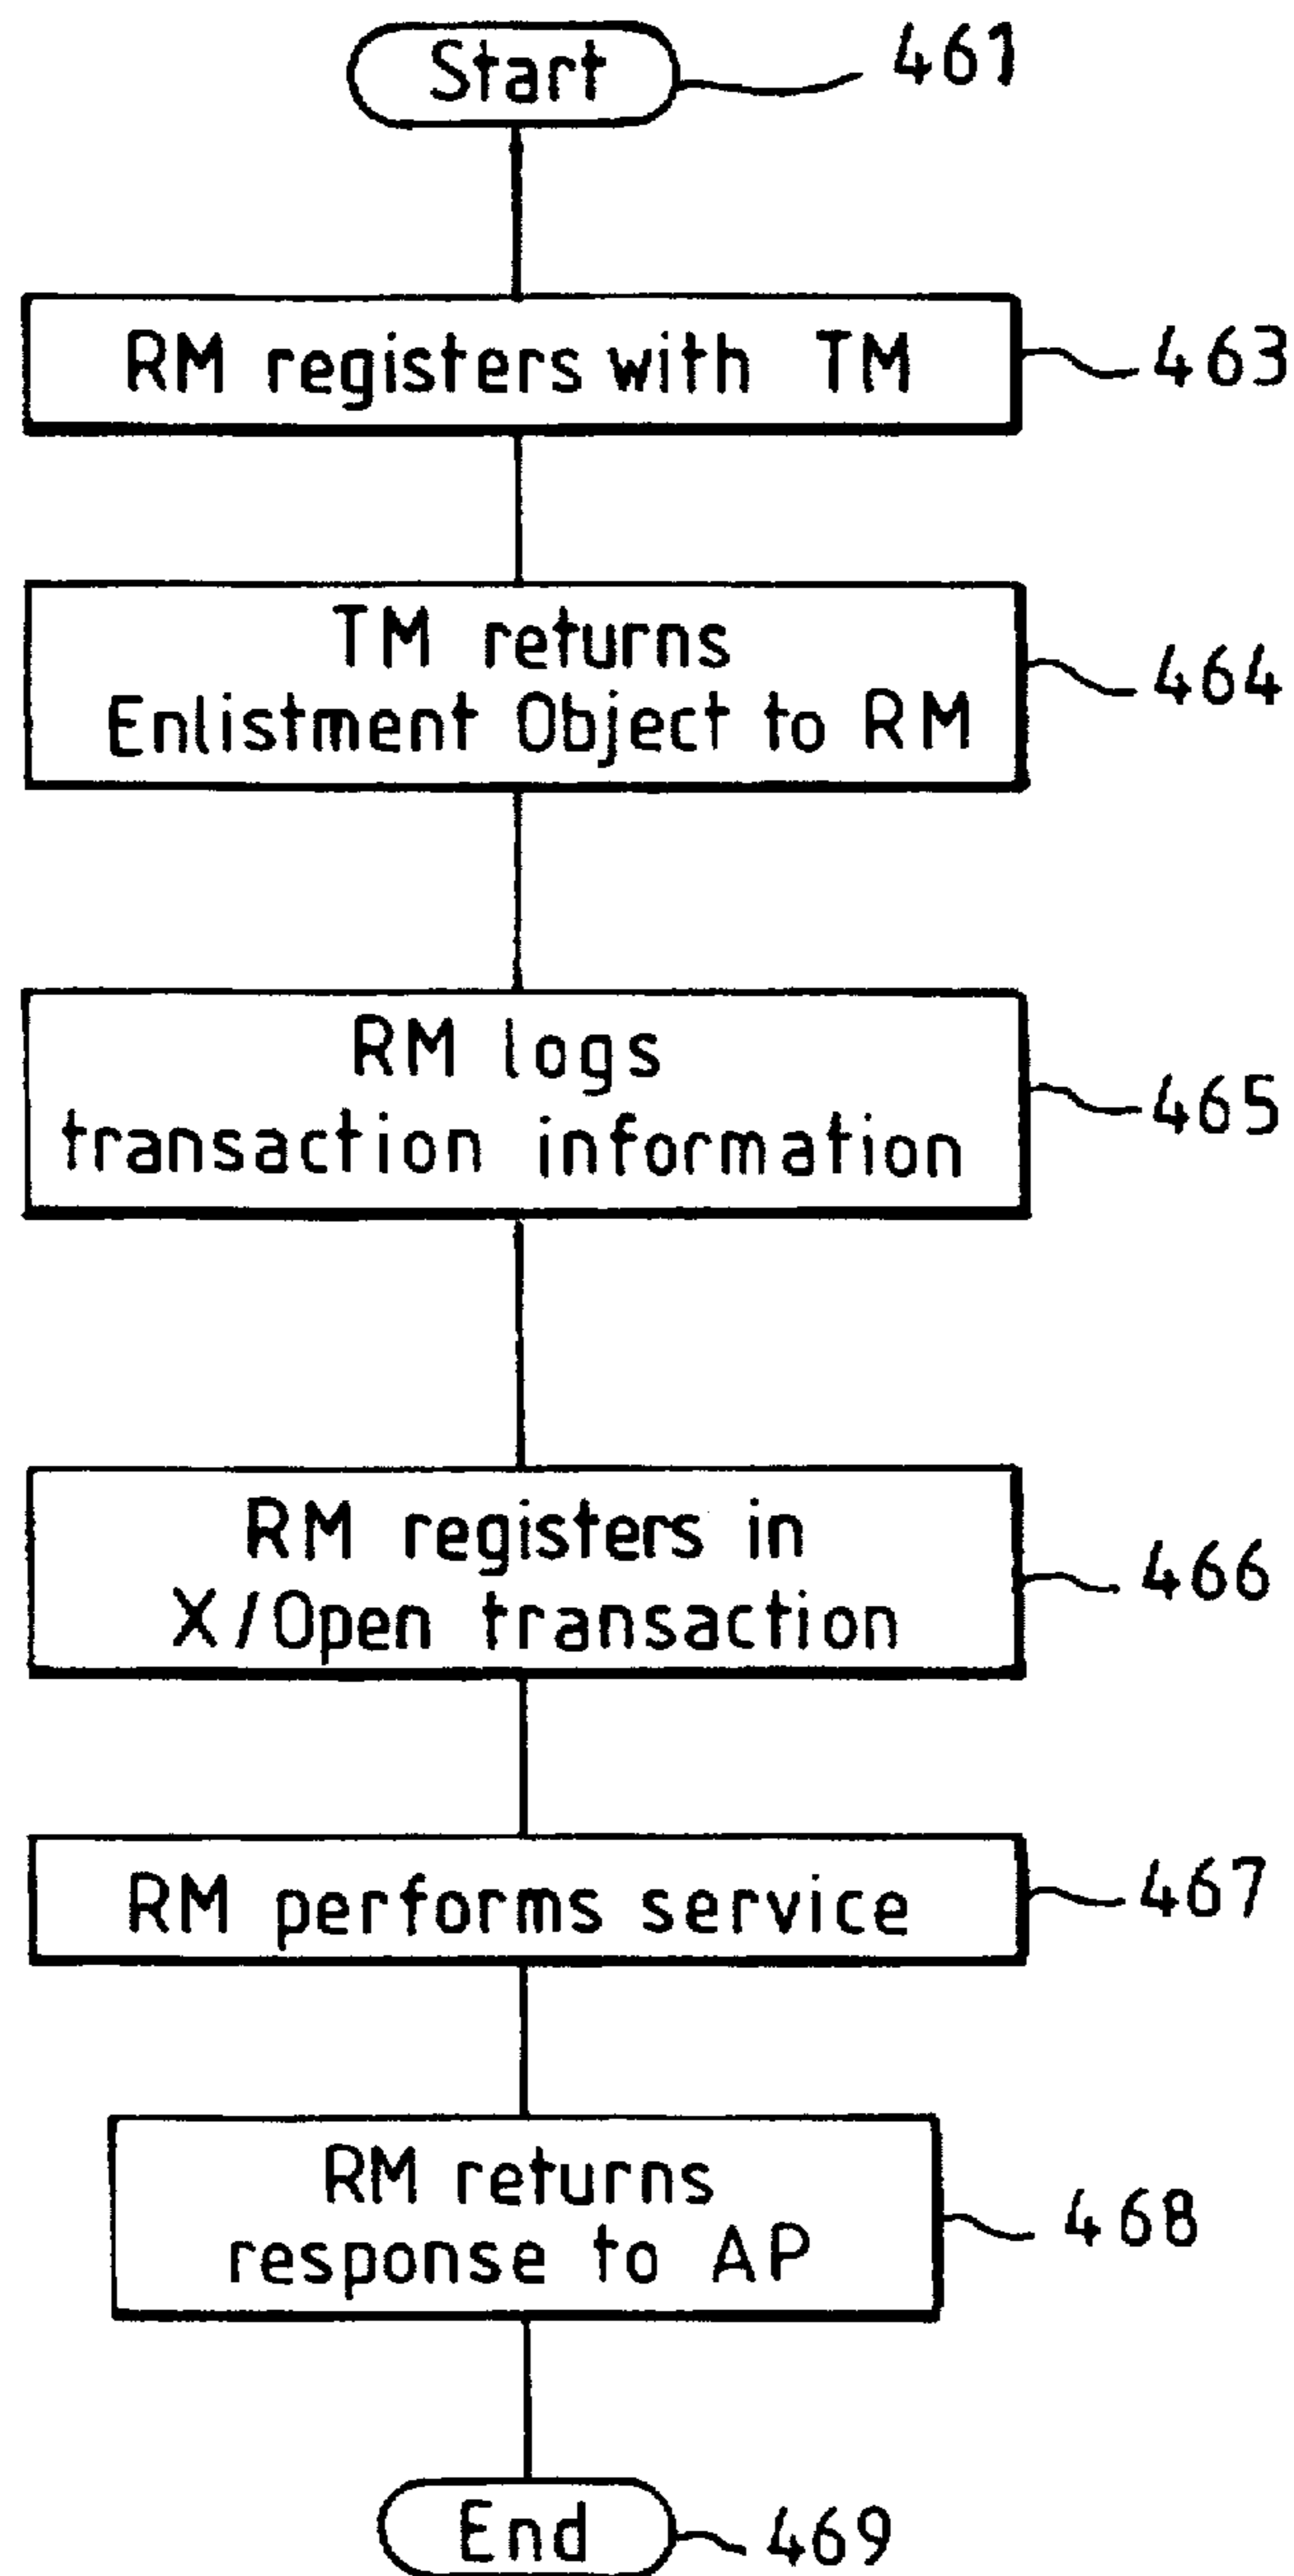 Start
461
RM registers with TM
463
TM returns
Enlistment Object to RM
464
RM logs
transaction information
465
RM registers in
X/Open transaction
466
RM performs service
467
RM returns
response to AP
468
End
469